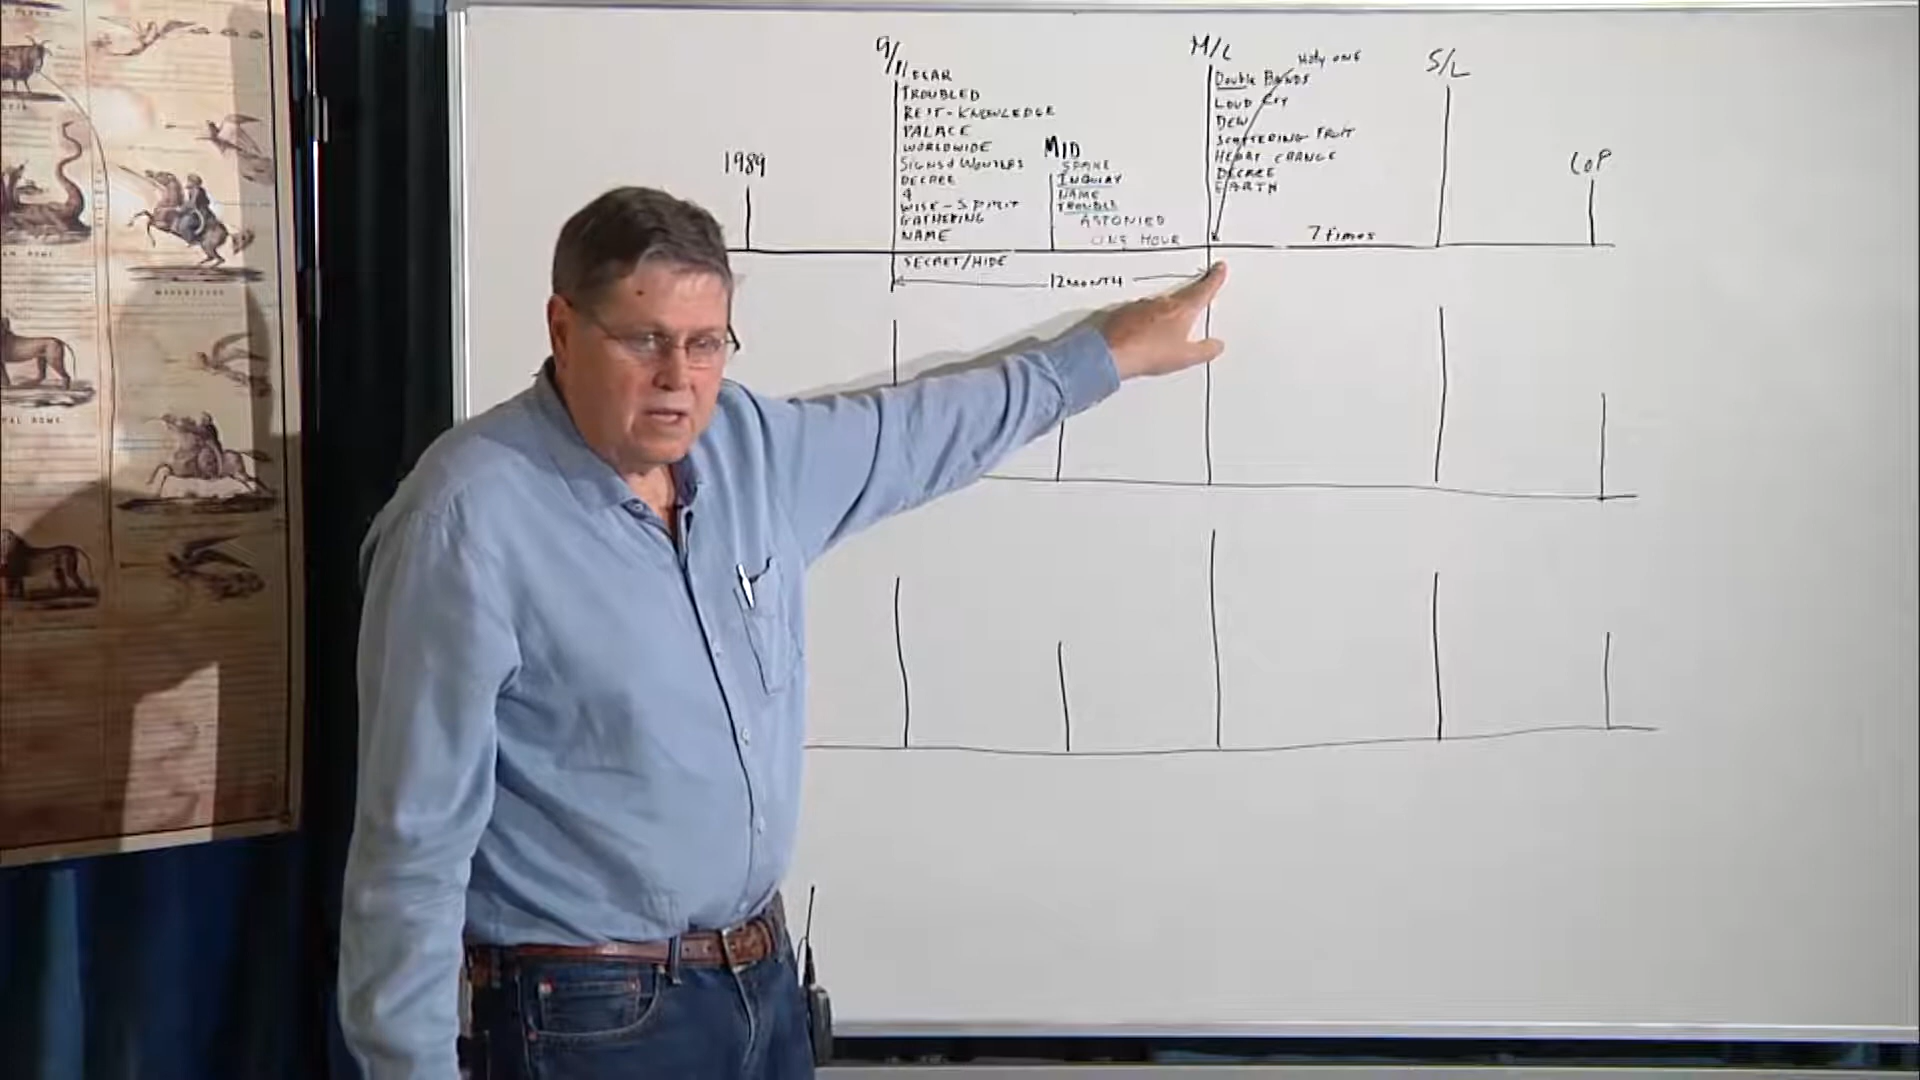 1989
9/11
FEAR
TROUBLED
REIT-KNOWLEDGE
PALACE
WORLDWIDE
SIGNS & WONDERS
DECREE
4
WISE-SPIRIT
GATHERING
NAME
SECRET/HIDE
12 MONTH
MID
SPAKE
INQUIRY
NAME
TROUBLE
ASTONIED
ONE HOUR
M/L
HOLY ONE
Double BANDS
LOUD CRY
DEW
SCATTERING FRUIT
HEART CHANGE
DECREE
EARTH
7 times
S/L
COP